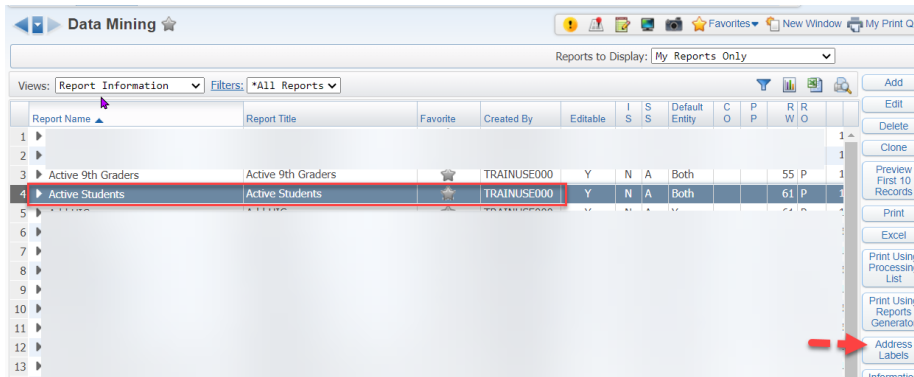 Data Mining
Favorites New Window My Print Q
Reports to Display: My Reports Only
Views: Report Information Filters: *All Reports
Add
Edit
Delete
Clone
Preview
First 10
Records
Print
Excel
Print Using
Processing
List
Print Using
Reports
Generator
Address
Labels
Report Name Report Title Favorite Created By Editable I S S S Default Entity C O P P R W R O
1
2
3 Active 9th Graders Active 9th Graders TRAINUSE000 Y N A Both 55 P 1
4 Active Students Active Students TRAINUSE000 Y N A Both 61 P 1
5
6
7
8
9
10
11
12
13